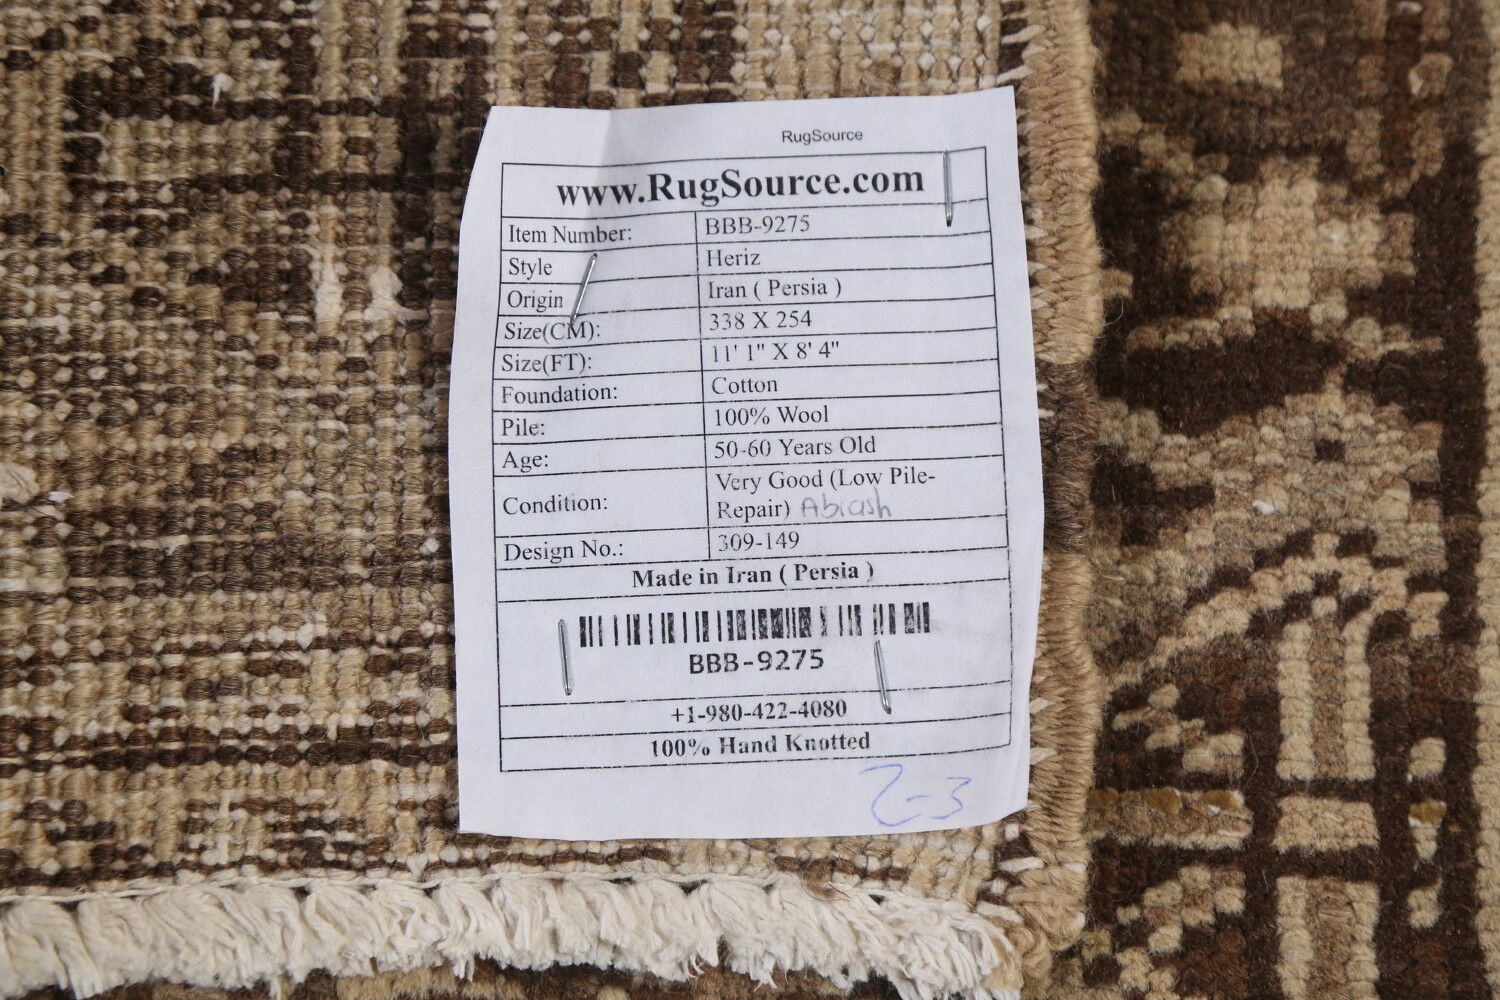 RugSource
www.RugSource.com
Item Number: BBB-9275
Style Heriz
Origin Iran ( Persia )
Size(CM): 338 X 254
Size(FT): 11' 1" X 8' 4"
Foundation: Cotton
Pile: 100% Wool
Age: 50-60 Years Old
Condition: Very Good (Low Pile-
Repair) Abrash
Design No.: 309-149
Made in Iran ( Persia )
BBB-9275
+1-980-422-4080
100% Hand Knotted
2-3